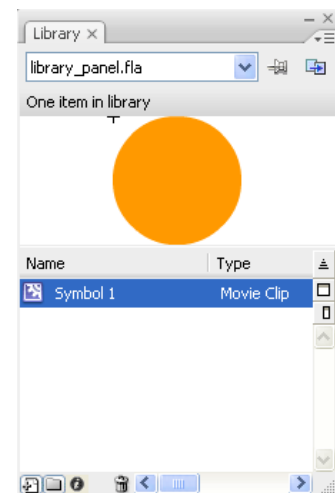 Library
library_panel.fla
One item in library
Name Type
Symbol 1 Movie Clip